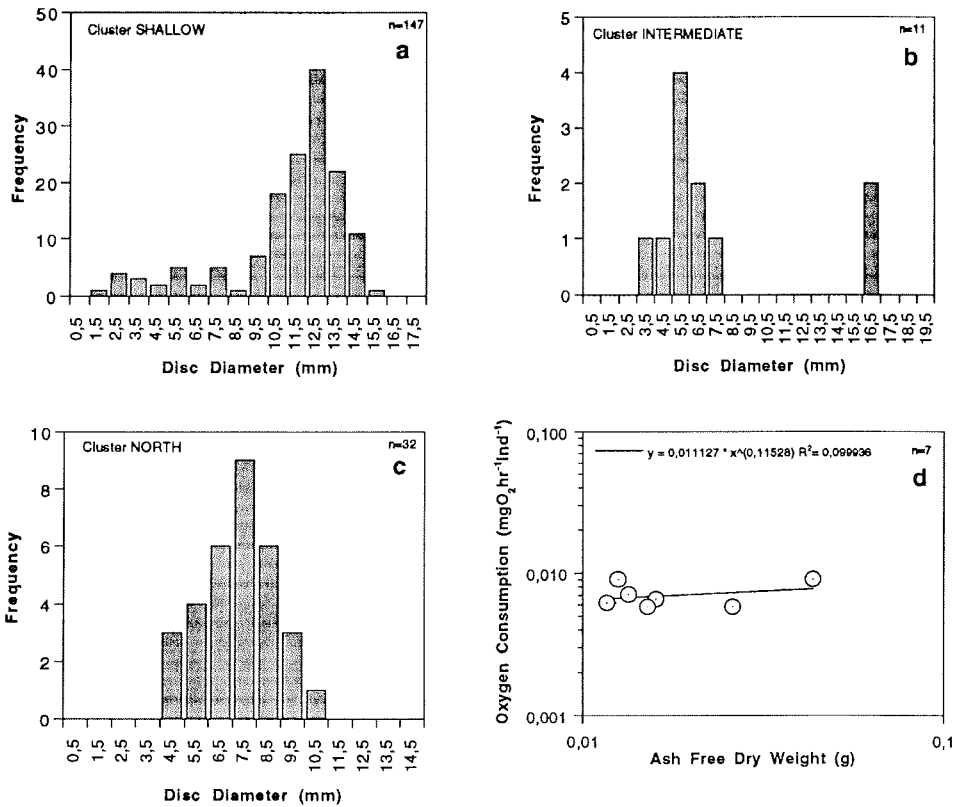 Cluster SHALLOW
n=147
a
50
40
30
20
10
0
Frequency
0,5 1,5 2,5 3,5 4,5 5,5 6,5 7,5 8,5 9,5 10,5 11,5 12,5 13,5 14,5 15,5 16,5 17,5
Disc Diameter (mm)
Cluster INTERMEDIATE
n=11
b
5
4
3
2
1
0
Frequency
0,5 1,5 2,5 3,5 4,5 5,5 6,5 7,5 8,5 9,5 10,5 11,5 12,5 13,5 14,5 15,5 16,5 17,5 18,5 19,5
Disc Diameter (mm)
Cluster NORTH
n=32
c
10
8
6
4
2
0
Frequency
0,5 1,5 2,5 3,5 4,5 5,5 6,5 7,5 8,5 9,5 10,5 11,5 12,5 13,5 14,5
Disc Diameter (mm)
y = 0,011127 * x^(0,11528) R²= 0,099936
n=7
d
0,100
0,010
0,001
Oxygen Consumption (mgO₂hr⁻¹Ind⁻¹)
0,01 0,1
Ash Free Dry Weight (g)